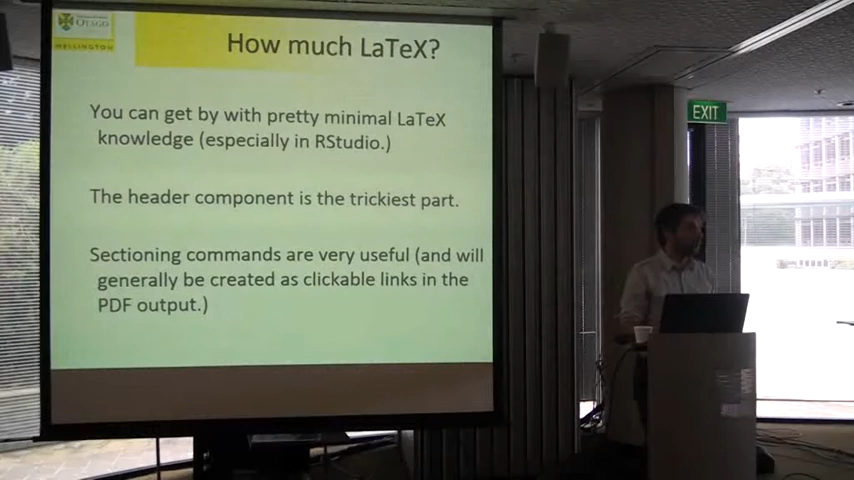 OTAGO
WELLINGTON
How much LaTeX?
You can get by with pretty minimal LaTeX
knowledge (especially in RStudio.)
The header component is the trickiest part.
Sectioning commands are very useful (and will
generally be created as clickable links in the
PDF output.)
EXIT